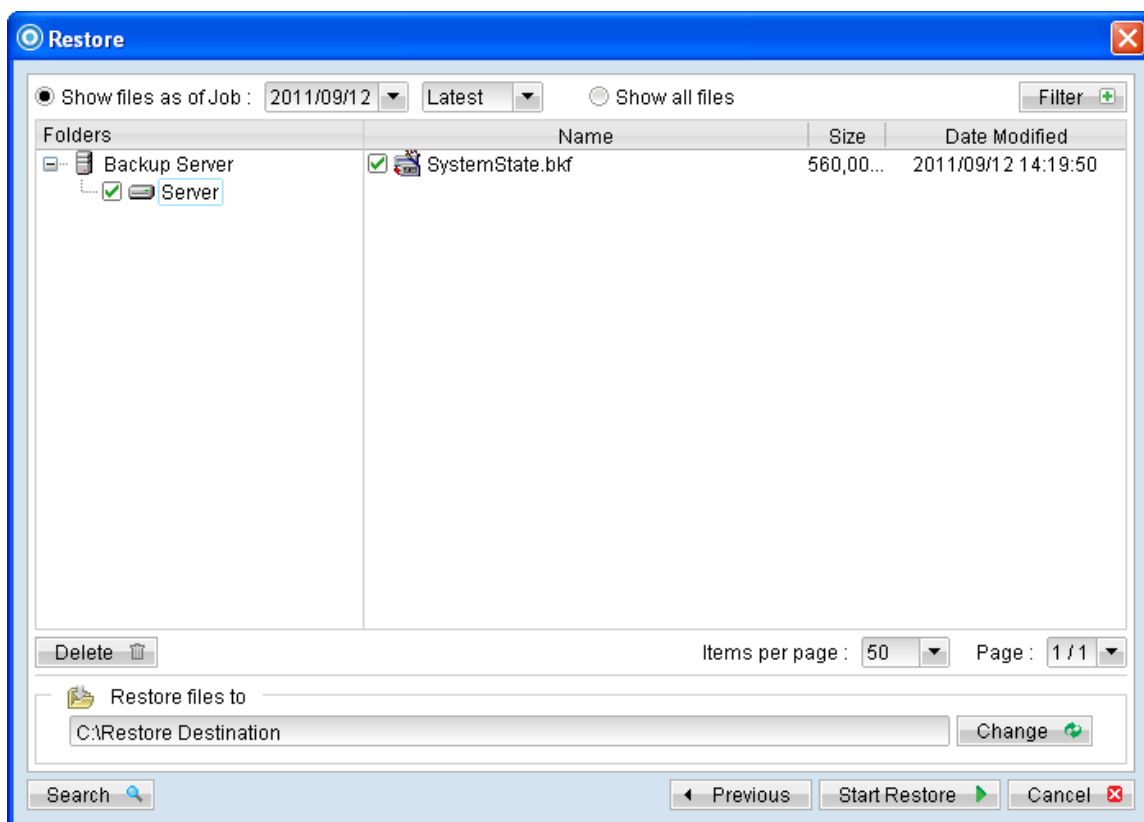 Restore
Show files as of Job : 2011/09/12 Latest Show all files Filter
Folders Name Size Date Modified
Backup Server SystemState.bkf 560,00... 2011/09/12 14:19:50
Server
Delete Items per page : 50 Page : 1 / 1
Restore files to
C:\Restore Destination Change
Search Previous Start Restore Cancel